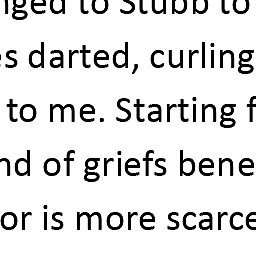 nged to Stubb to
es darted, curling
to me. Starting f
nd of griefs bene
or is more scarce